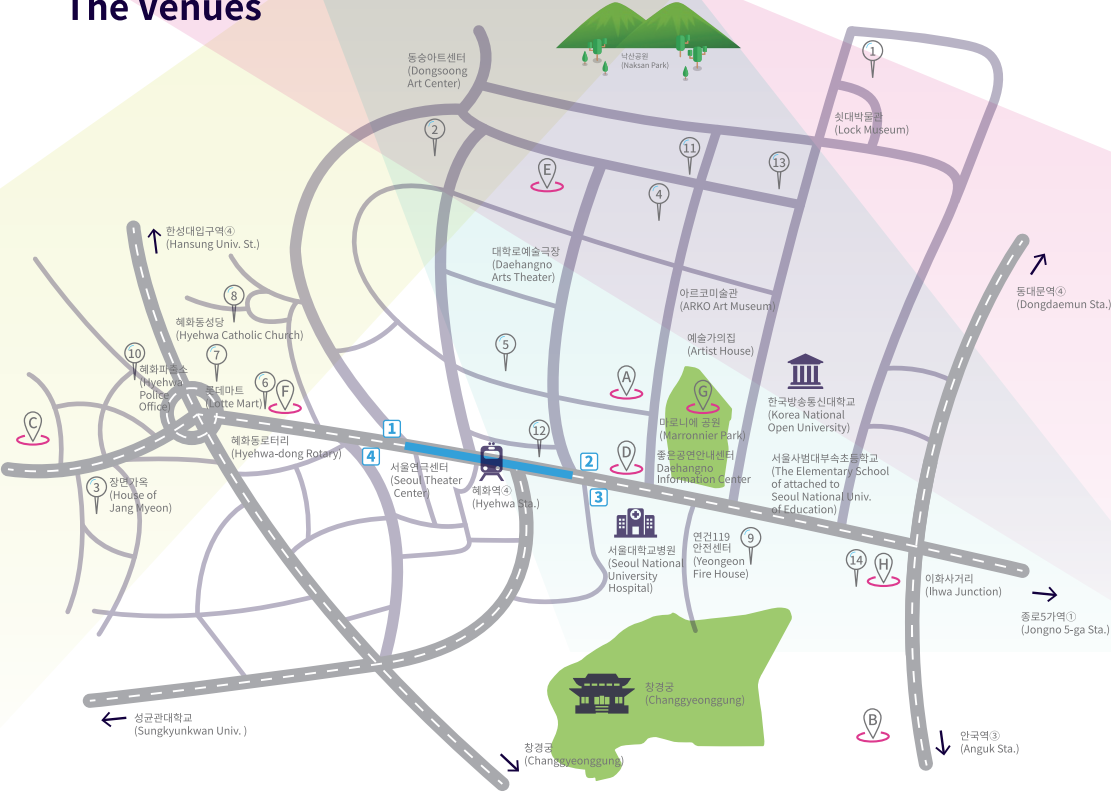 The Venues
동숭아트센터
(Dongsoong
Art Center)
낙산공원
(Naksan Park)
1
쇳대박물관
(Lock Museum)
2
11
13
E
4
한성대입구역④
(Hansung Univ. St.)
대학로예술극장
(Daehangno
Arts Theater)
동대문역④
(Dongdaemun Sta.)
8
아르코미술관
(ARKO Art Museum)
혜화동성당
(Hyehwa Catholic Church)
예술가의집
(Artist House)
10
7
5
혜화파출소
(Hyehwa
Police
Office)
6
F
롯데마트
(Lotte Mart)
A
G
한국방송통신대학교
(Korea National
Open University)
C
마로니에 공원
(Marronnier Park)
1
12
혜화동로터리
(Hyehwa-dong Rotary)
4
서울연극센터
(Seoul Theater
Center)
혜화역④
(Hyehwa Sta.)
2
3
D
좋은공연안내센터
Daehangno
Information Center
서울사범대부속초등학교
(The Elementary School
of attached to
Seoul National Univ.
of Education)
3
장면가옥
(House of
Jang Myeon)
서울대학교병원
(Seoul National
University
Hospital)
연건119
안전센터
(Yeongeon
Fire House)
9
14
H
이화사거리
(Ihwa Junction)
종로5가역①
(Jongno 5-ga Sta.)
창경궁
(Changgyeonggung)
성균관대학교
(Sungkyunkwan Univ. )
B
안국역③
(Anguk Sta.)
창경궁
(Changgyeonggung)